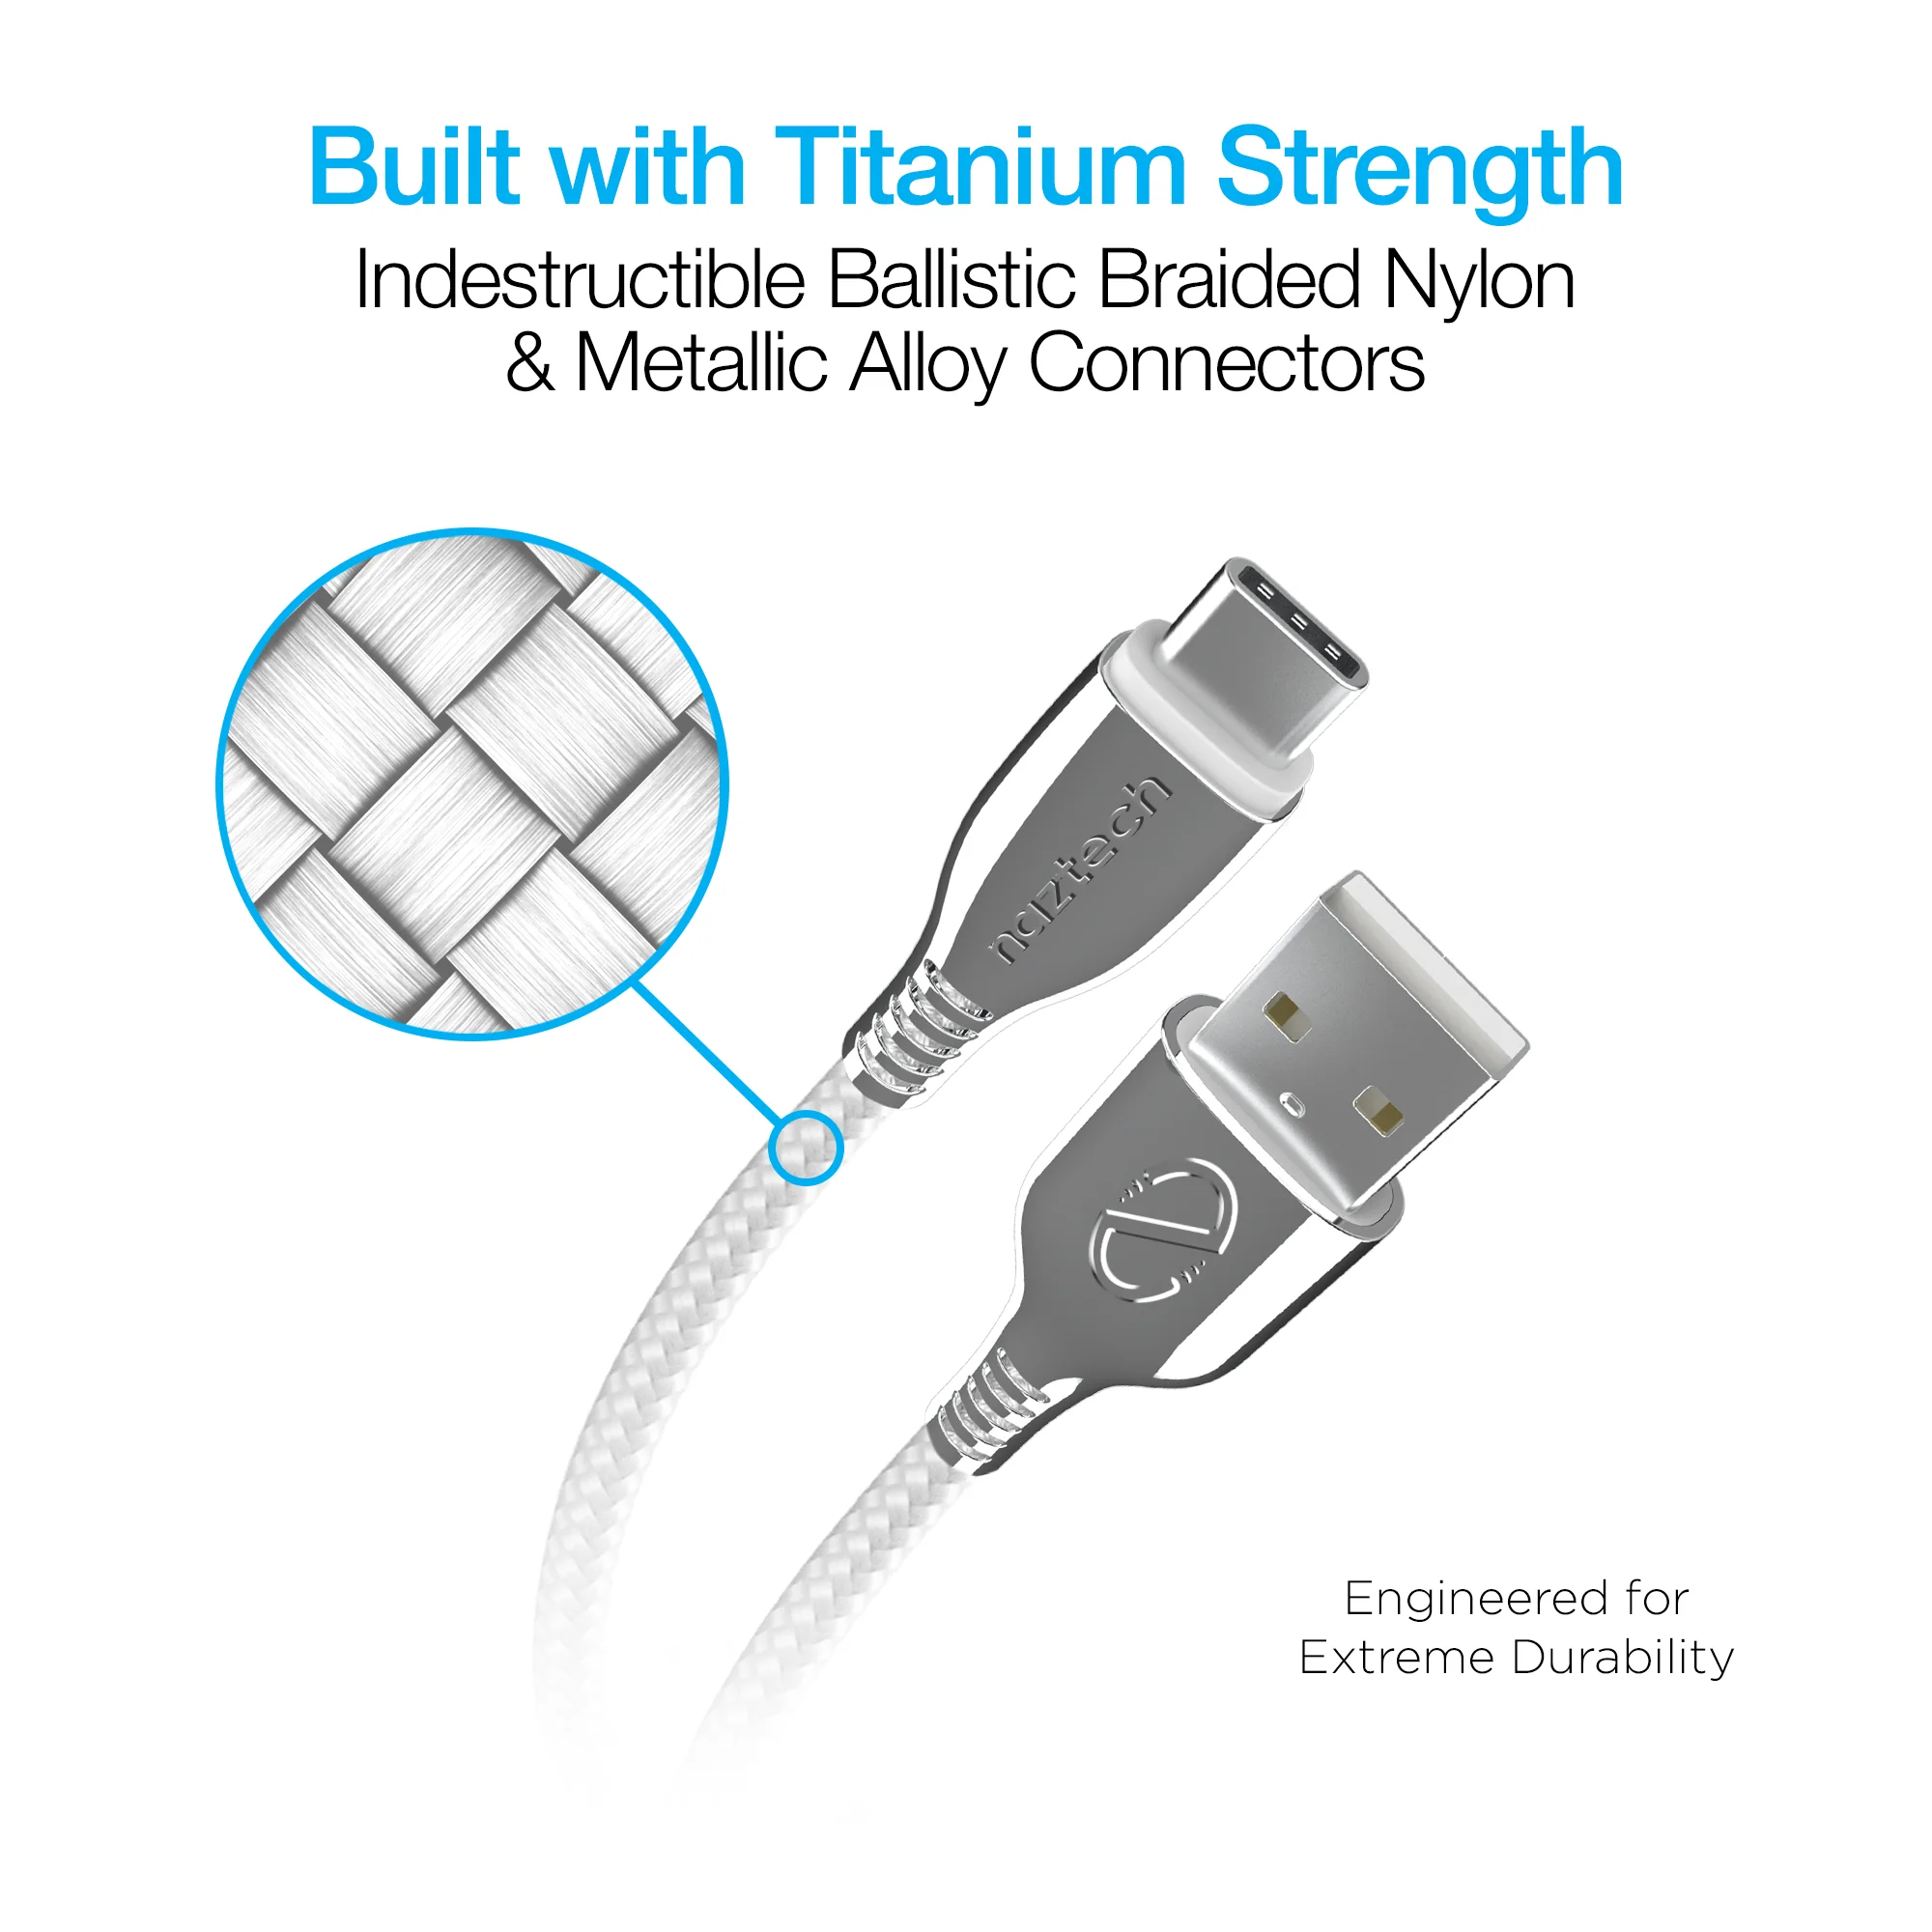 Built with Titanium Strength
Indestructible Ballistic Braided Nylon
& Metallic Alloy Connectors
naztech
Engineered for
Extreme Durability